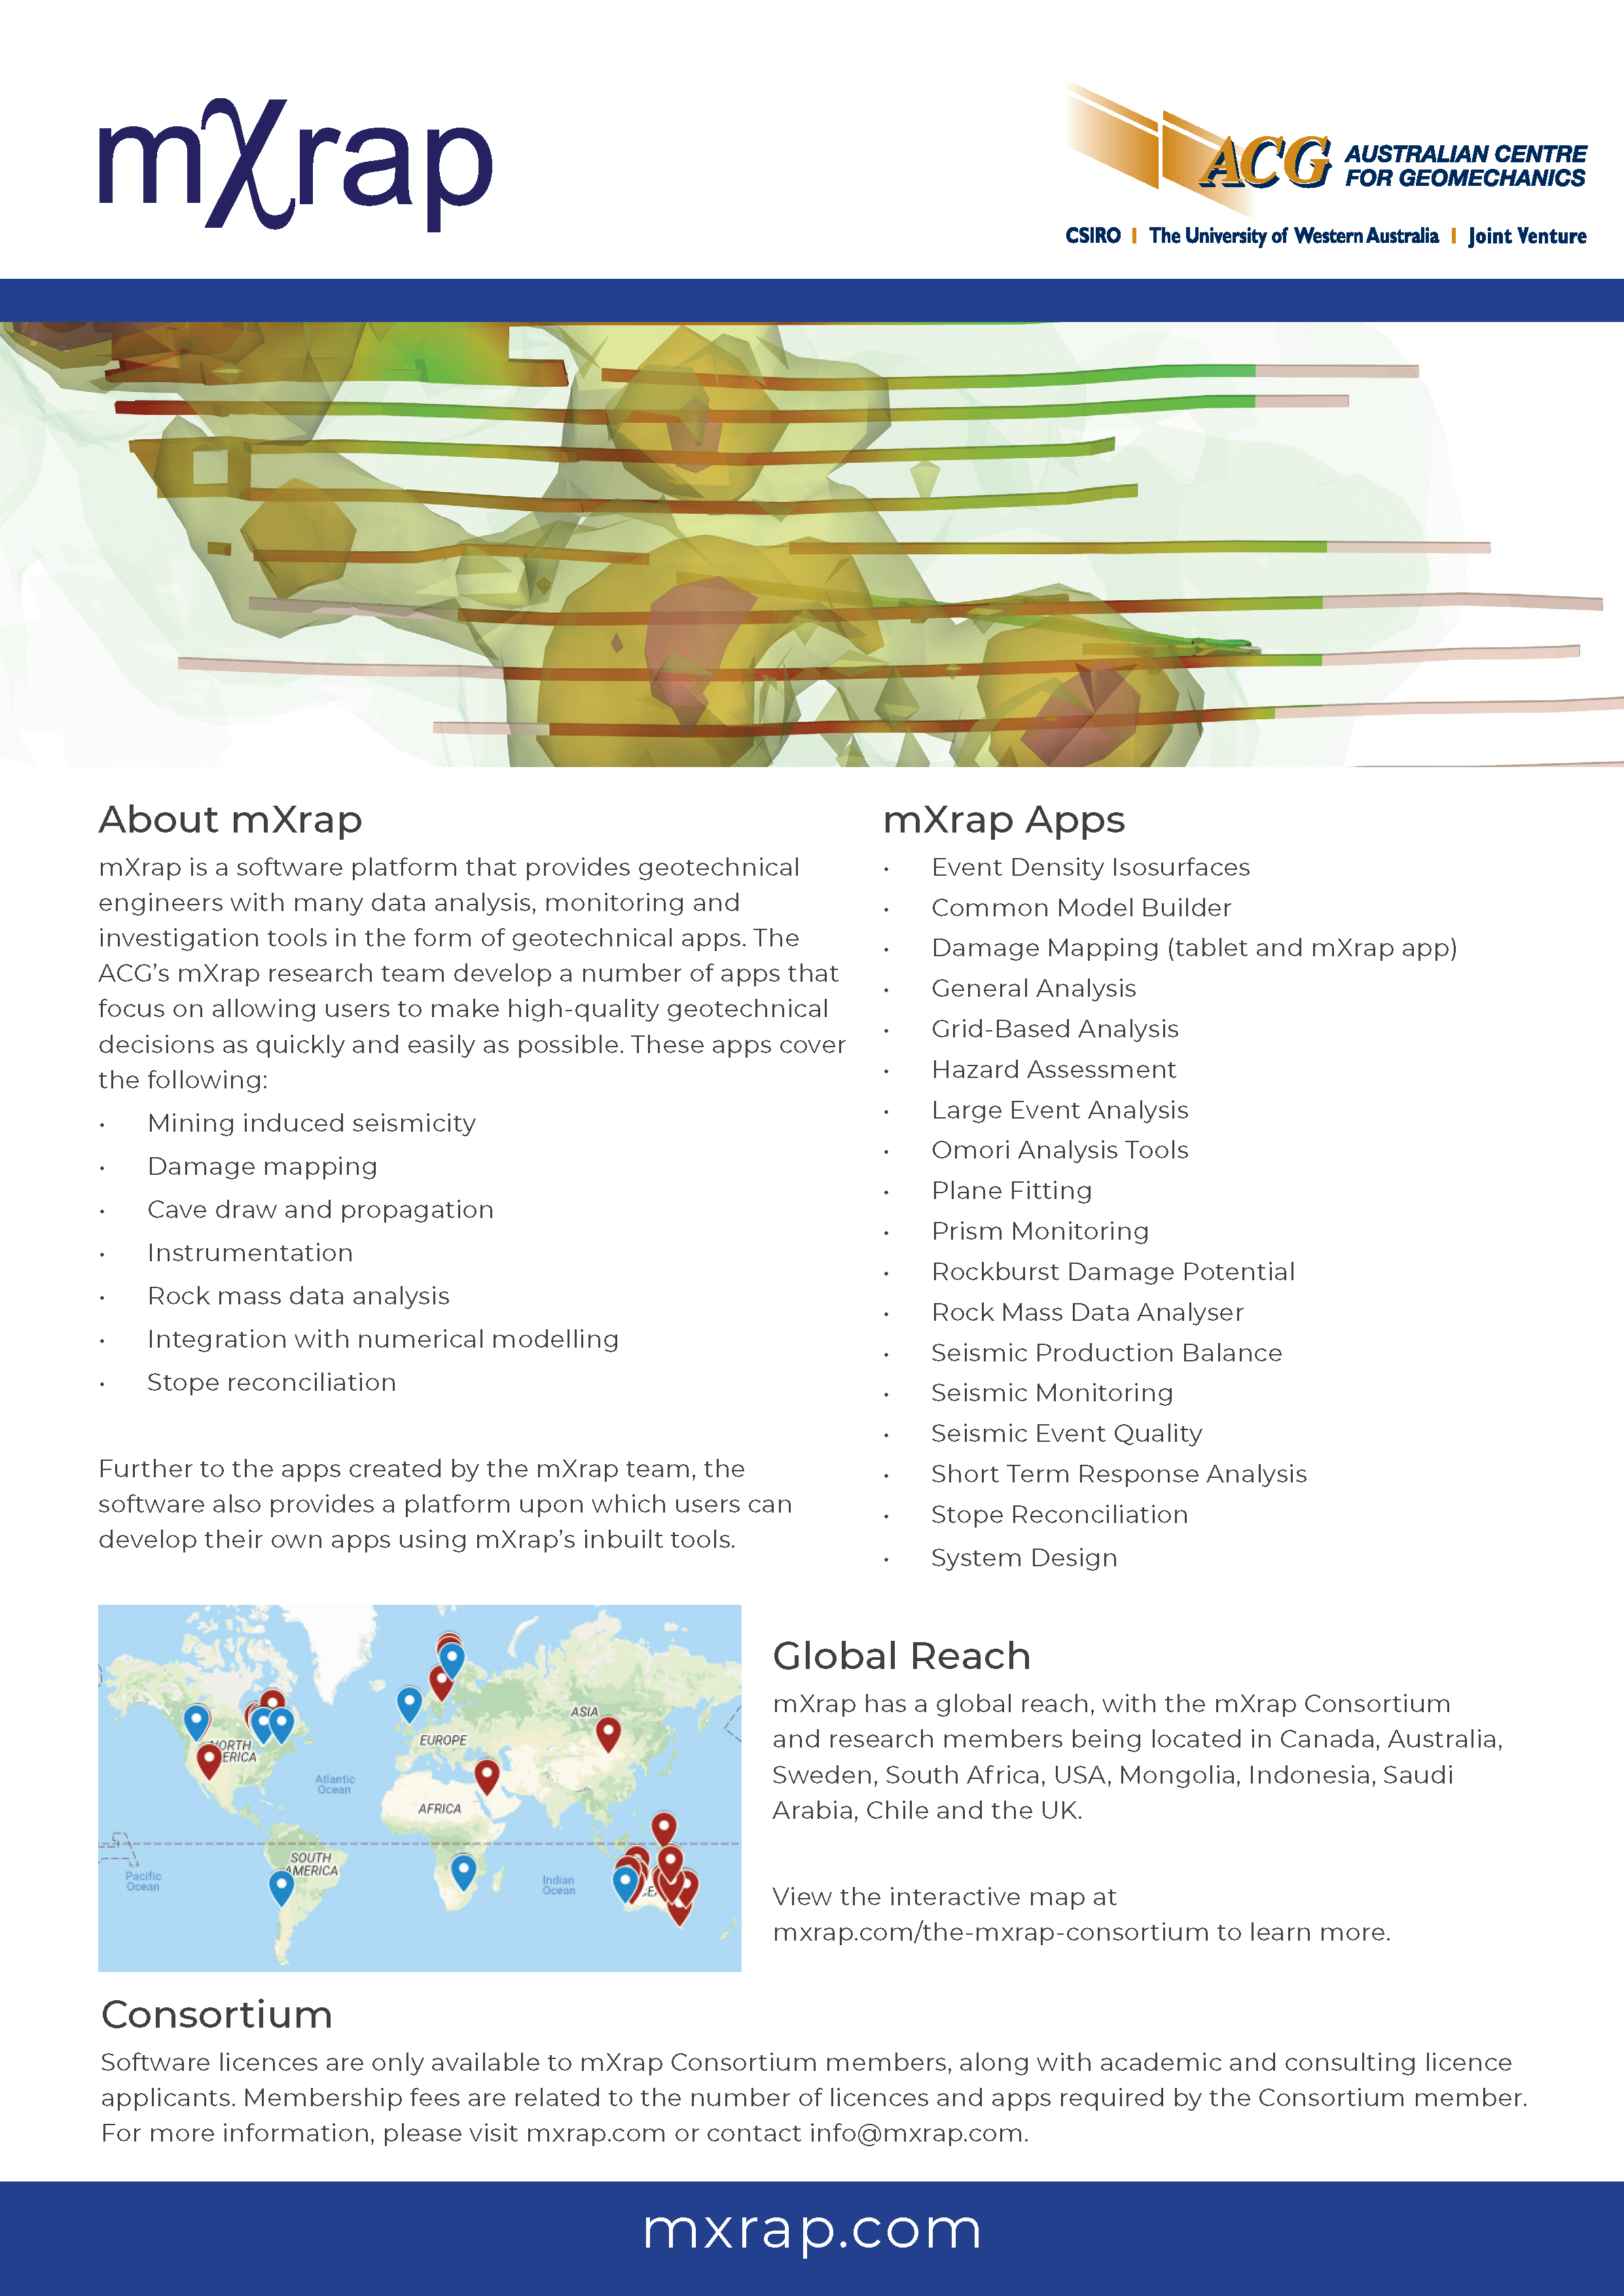 mXrap
ACG AUSTRALIAN CENTRE
FOR GEOMECHANICS
CSIRO | The University of Western Australia | Joint Venture
About mXrap
mXrap is a software platform that provides geotechnical
engineers with many data analysis, monitoring and
investigation tools in the form of geotechnical apps. The
ACG’s mXrap research team develop a number of apps that
focus on allowing users to make high-quality geotechnical
decisions as quickly and easily as possible. These apps cover
the following:
• Mining induced seismicity
• Damage mapping
• Cave draw and propagation
• Instrumentation
• Rock mass data analysis
• Integration with numerical modelling
• Stope reconciliation
Further to the apps created by the mXrap team, the
software also provides a platform upon which users can
develop their own apps using mXrap’s inbuilt tools.
mXrap Apps
• Event Density Isosurfaces
• Common Model Builder
• Damage Mapping (tablet and mXrap app)
• General Analysis
• Grid-Based Analysis
• Hazard Assessment
• Large Event Analysis
• Omori Analysis Tools
• Plane Fitting
• Prism Monitoring
• Rockburst Damage Potential
• Rock Mass Data Analyser
• Seismic Production Balance
• Seismic Monitoring
• Seismic Event Quality
• Short Term Response Analysis
• Stope Reconciliation
• System Design
ASIA
EUROPE
Atlantic
Ocean
AFRICA
SOUTH
AMERICA
Pacific
Ocean
Indian
Ocean
Global Reach
mXrap has a global reach, with the mXrap Consortium
and research members being located in Canada, Australia,
Sweden, South Africa, USA, Mongolia, Indonesia, Saudi
Arabia, Chile and the UK.
View the interactive map at
mxrap.com/the-mxrap-consortium to learn more.
Consortium
Software licences are only available to mXrap Consortium members, along with academic and consulting licence
applicants. Membership fees are related to the number of licences and apps required by the Consortium member.
For more information, please visit mxrap.com or contact info@mxrap.com.
mxrap.com